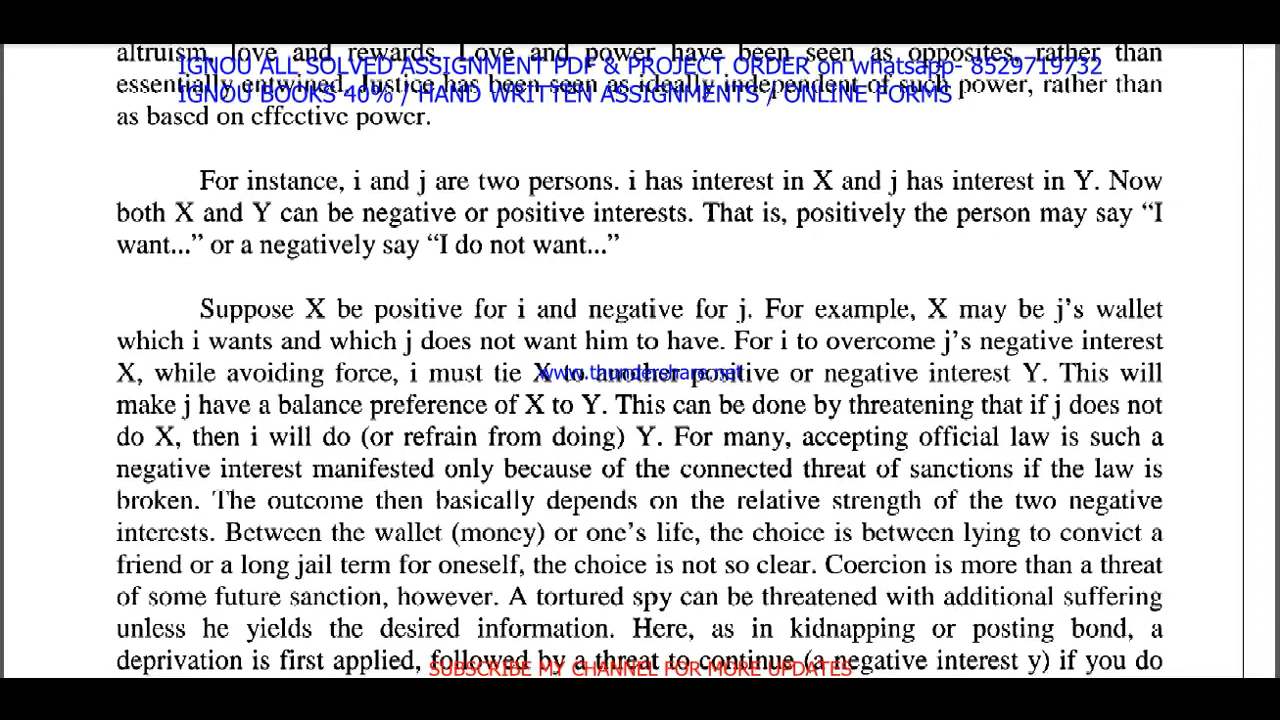 altruism, love and rewards. Love and power have been seen as opposites, rather than
IGNOU ALL SOLVED ASSIGNMENT PDF & PROJECT ORDER on whatsapp- 8529719732
essentially entwined. Justice has been seen as ideally independent of such power, rather than
IGNOU BOOKS 40% / HAND WRITTEN ASSIGNMENTS / ONLINE FORMS
as based on effective power.
For instance, i and j are two persons. i has interest in X and j has interest in Y. Now
both X and Y can be negative or positive interests. That is, positively the person may say “I
want...” or a negatively say “I do not want...”
Suppose X be positive for i and negative for j. For example, X may be j’s wallet
which i wants and which j does not want him to have. For i to overcome j’s negative interest
X, while avoiding force, i must tie X to another positive or negative interest Y. This will
www.thundershare.net
make j have a balance preference of X to Y. This can be done by threatening that if j does not
do X, then i will do (or refrain from doing) Y. For many, accepting official law is such a
negative interest manifested only because of the connected threat of sanctions if the law is
broken. The outcome then basically depends on the relative strength of the two negative
interests. Between the wallet (money) or one’s life, the choice is between lying to convict a
friend or a long jail term for oneself, the choice is not so clear. Coercion is more than a threat
of some future sanction, however. A tortured spy can be threatened with additional suffering
unless he yields the desired information. Here, as in kidnapping or posting bond, a
deprivation is first applied, followed by a threat to continue (a negative interest y) if you do
SUBSCRIBE MY CHANNEL FOR MORE UPDATES